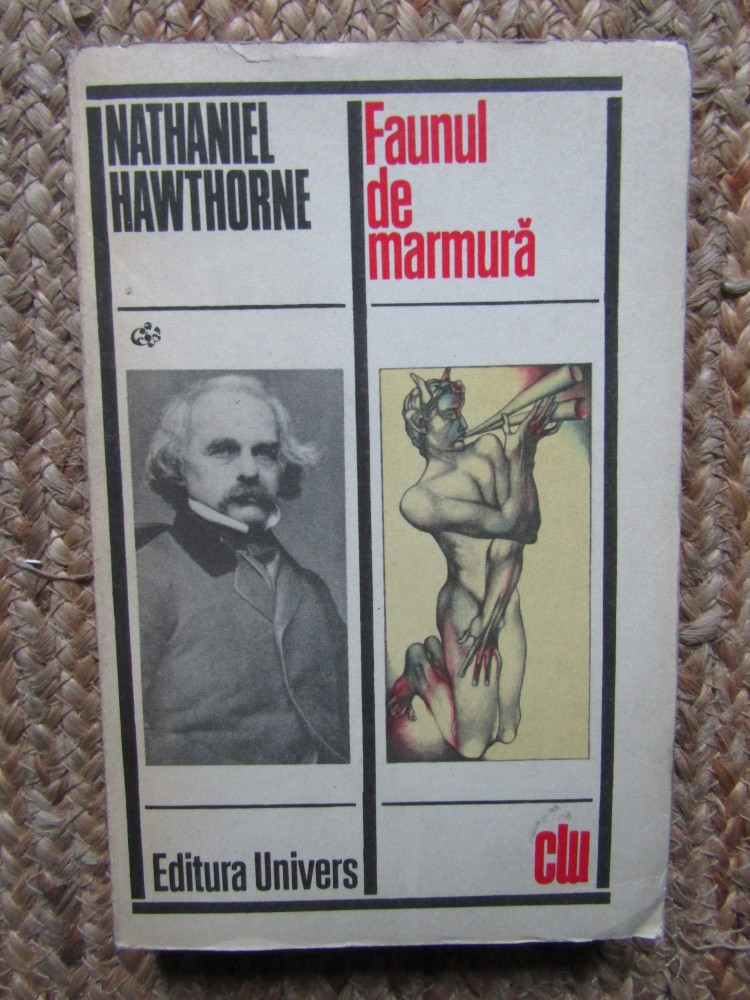 NATHANIEL
HAWTHORNE
Faunul
de
marmură
Editura Univers
clu